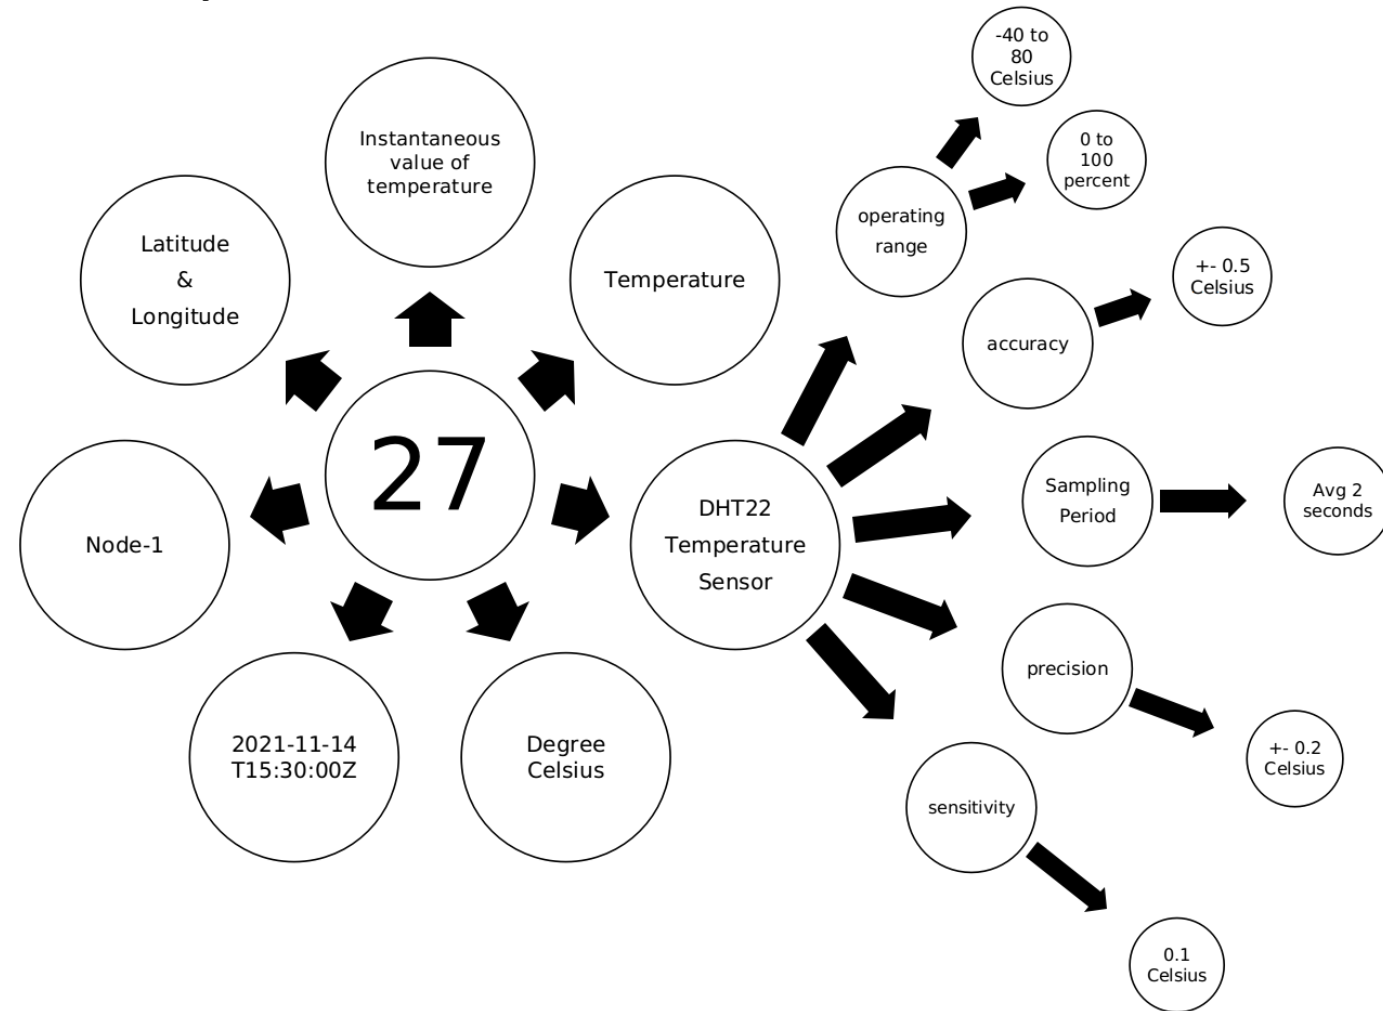 -40 to
80
Celsius
0 to
100
percent
Instantaneous
value of
temperature
operating
range
Latitude
&
Longitude
Temperature
+- 0.5
Celsius
accuracy
27
Sampling
Period
Avg 2
seconds
DHT22
Temperature
Sensor
Node-1
precision
2021-11-14
T15:30:00Z
Degree
Celsius
+- 0.2
Celsius
sensitivity
0.1
Celsius